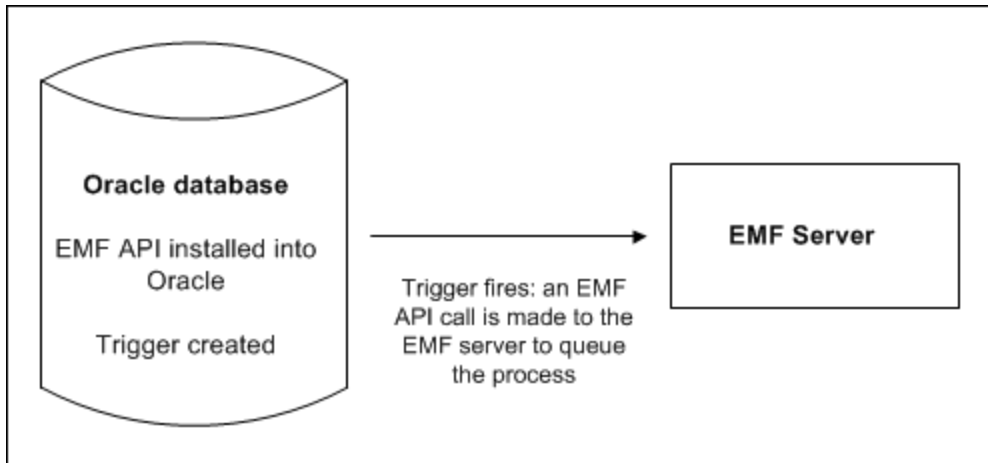 Oracle database
EMF API installed into
Oracle
Trigger created
Trigger fires: an EMF
API call is made to the
EMF server to queue
the process
EMF Server